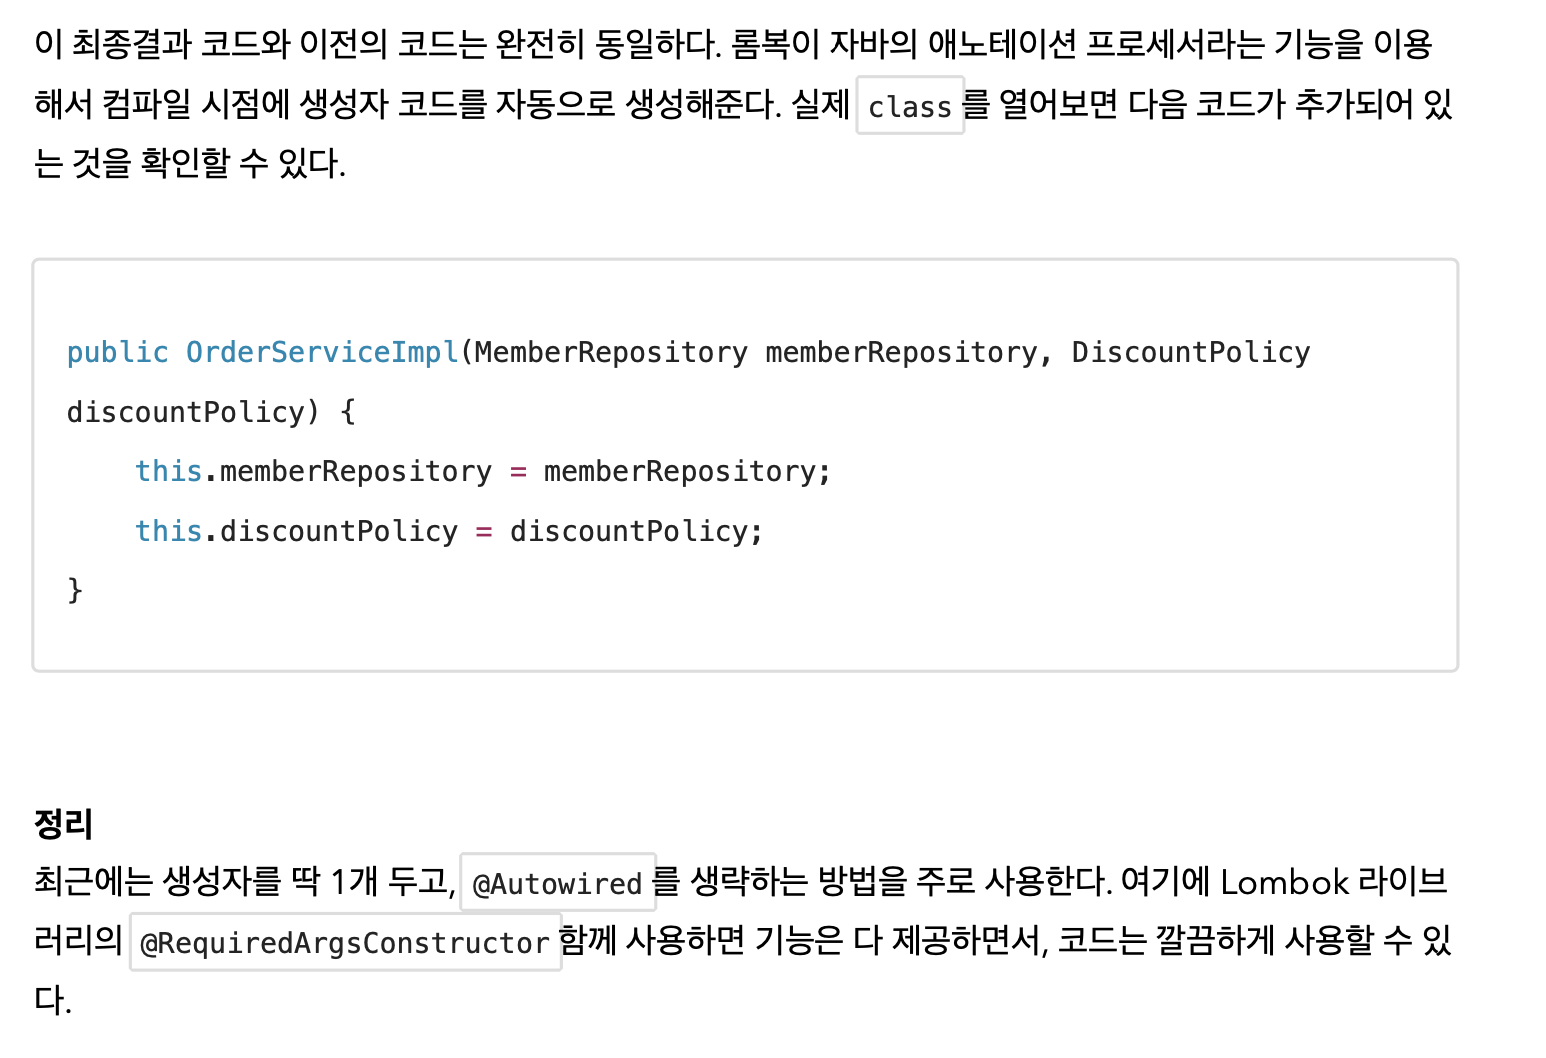 이 최종결과 코드와 이전의 코드는 완전히 동일하다. 롬복이 자바의 애노테이션 프로세서라는 기능을 이용
해서 컴파일 시점에 생성자 코드를 자동으로 생성해준다. 실제 class 를 열어보면 다음 코드가 추가되어 있
는 것을 확인할 수 있다.
public OrderServiceImpl(MemberRepository memberRepository, DiscountPolicy
discountPolicy) {
    this.memberRepository = memberRepository;
    this.discountPolicy = discountPolicy;
}
정리
최근에는 생성자를 딱 1개 두고, @Autowired 를 생략하는 방법을 주로 사용한다. 여기에 Lombok 라이브
러리의 @RequiredArgsConstructor 함께 사용하면 기능은 다 제공하면서, 코드는 깔끔하게 사용할 수 있
다.